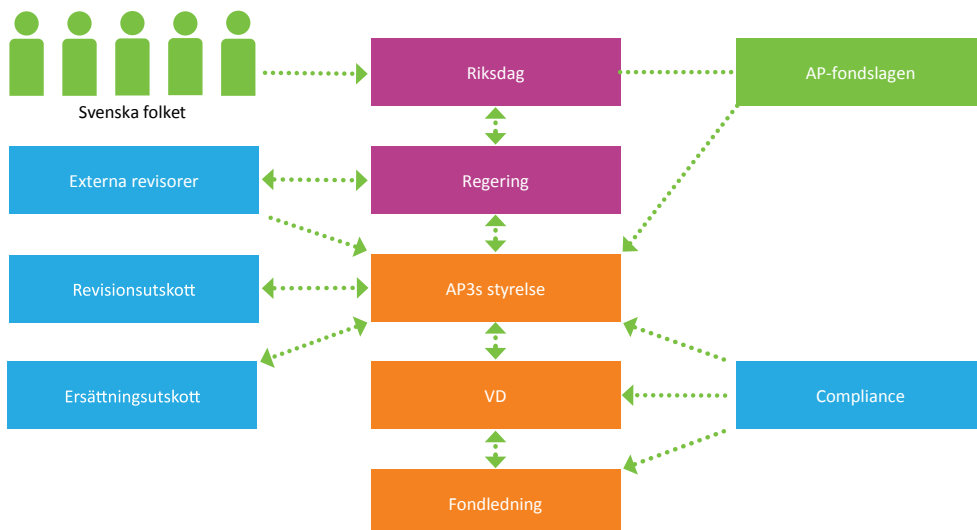 Svenska folket
Riksdag
AP-fondslagen
Externa revisorer
Regering
Revisionsutskott
AP3s styrelse
Ersättningsutskott
VD
Compliance
Fondledning